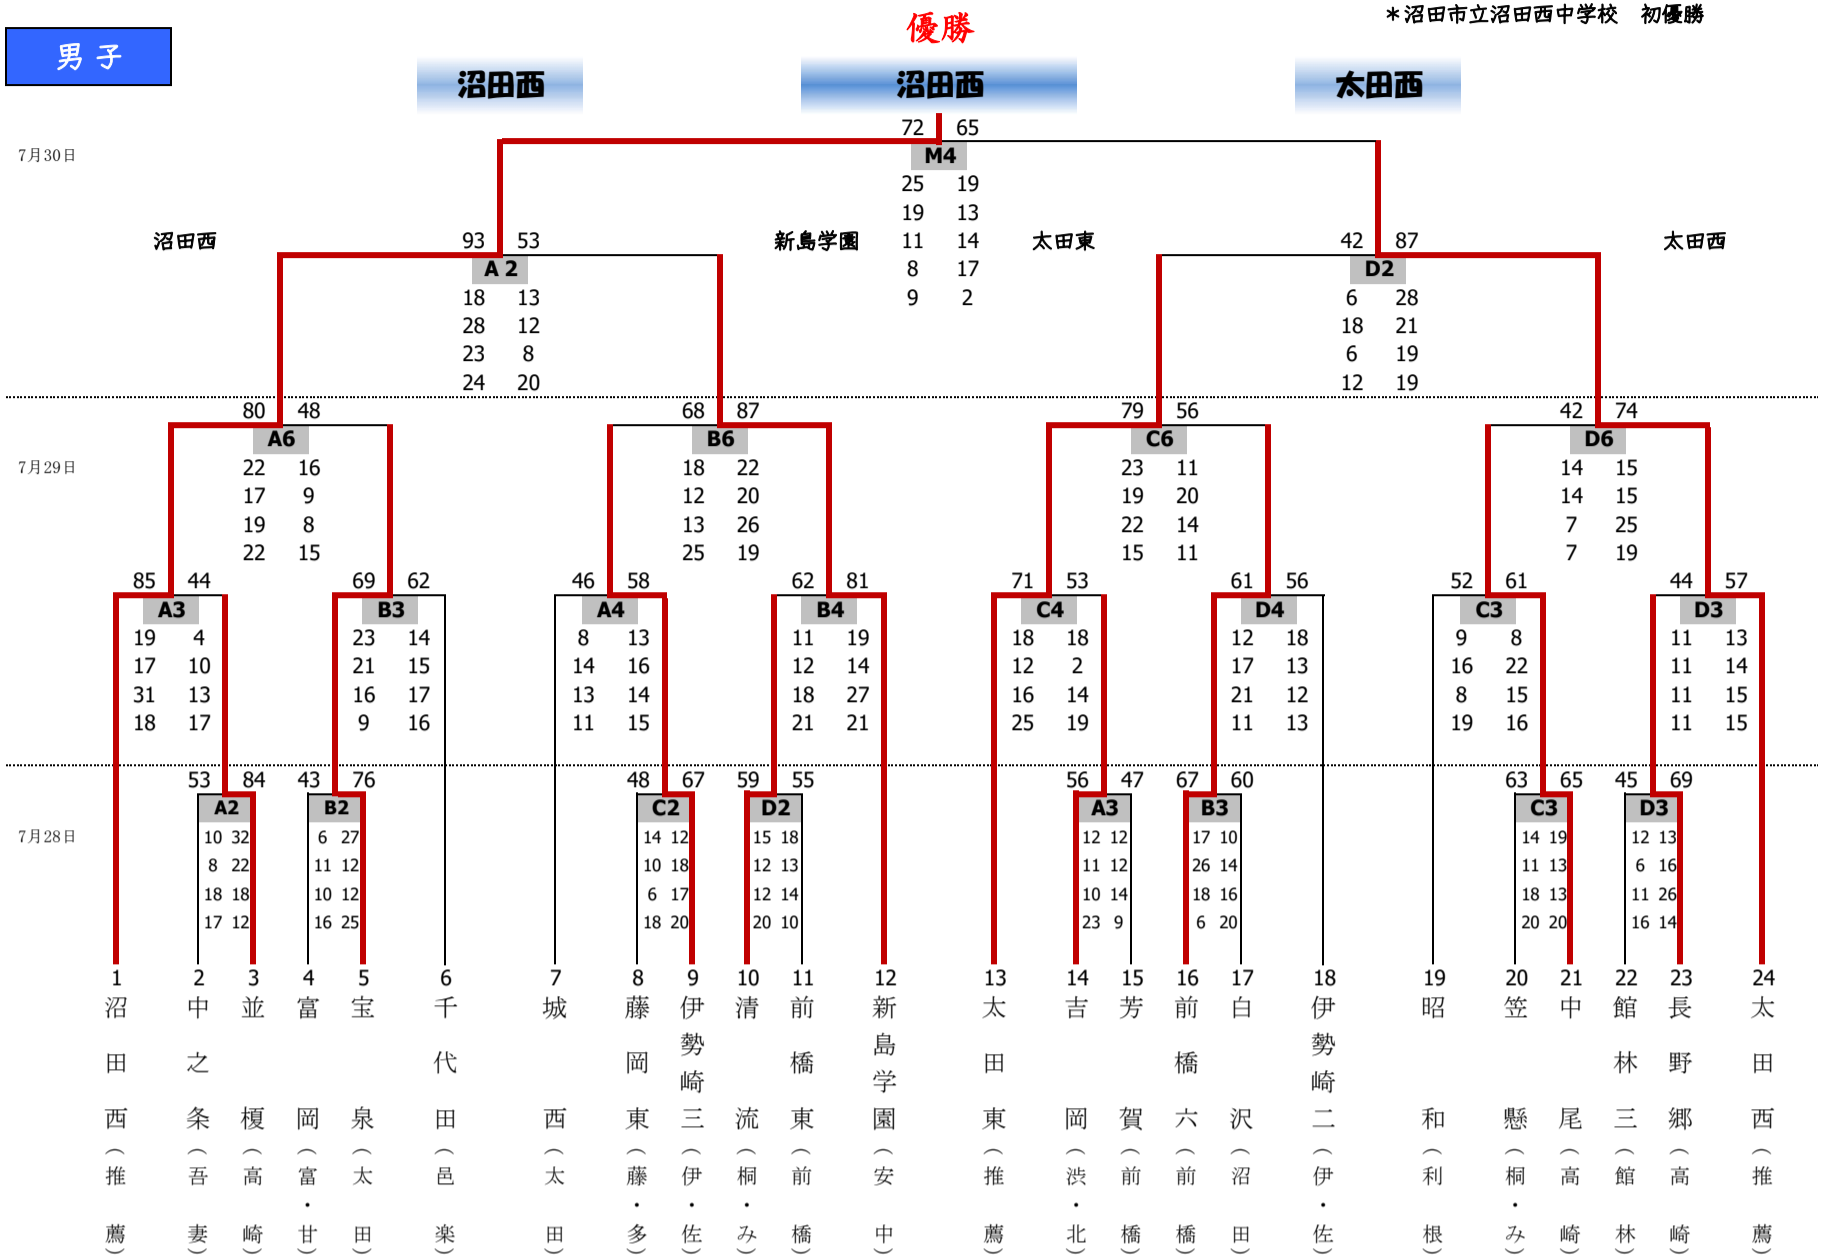 ＊沼田市立沼田西中学校　初優勝
優勝
男子
沼田西 沼田西 太田西
72 65
7月30日
M4
25 19
19 13
沼田西 93 53 新島学園 11 14 太田東 42 87 太田西
A 2 8 17 D2
18 13 9 2 6 28
28 12 18 21
23 8 6 19
24 20 12 19
80 48 68 87 79 56 42 74
A6 B6 C6 D6
7月29日
22 16 18 22 23 11 14 15
17 9 12 20 19 20 14 15
19 8 13 26 22 14 7 25
22 15 25 19 15 11 7 19
85 44 69 62 46 58 62 81 71 53 61 56 52 61 44 57
A3 B3 A4 B4 C4 D4 C3 D3
19 4 23 14 8 13 11 19 18 18 12 18 9 8 11 13
17 10 21 15 14 16 12 14 12 2 17 13 16 22 11 14
31 13 16 17 13 14 18 27 16 14 21 12 8 15 11 15
18 17 9 16 11 15 21 21 25 19 11 13 19 16 11 15
53 84 43 76 48 67 59 55 56 47 67 60 63 65 45 69
A2 B2 C2 D2 A3 B3 C3 D3
7月28日
10 32 6 27 14 12 15 18 12 12 17 10 14 19 12 13
8 22 11 12 10 18 12 13 11 12 26 14 11 13 6 16
18 18 10 12 6 17 12 14 10 14 18 16 18 13 11 26
17 12 16 25 18 20 20 10 23 9 6 20 20 20 16 14
1 2 3 4 5 6 7 8 9 10 11 12 13 14 15 16 17 18 19 20 21 22 23 24
沼田西（推薦）
中之条（吾妻）
並榎（高崎）
富岡（富・甘）
宝泉（太田）
千代田（邑楽）
城西（太田）
藤岡東（藤・多）
伊勢崎三（伊・佐）
清流（桐・み）
前橋東（前橋）
新島学園（安中）
太田東（推薦）
吉岡（渋・北）
芳賀（前橋）
前橋六（前橋）
白沢（沼田）
伊勢崎二（伊・佐）
昭和（利根）
笠懸（桐・み）
中尾（高崎）
館林三（館林）
長野郷（高崎）
太田西（推薦）